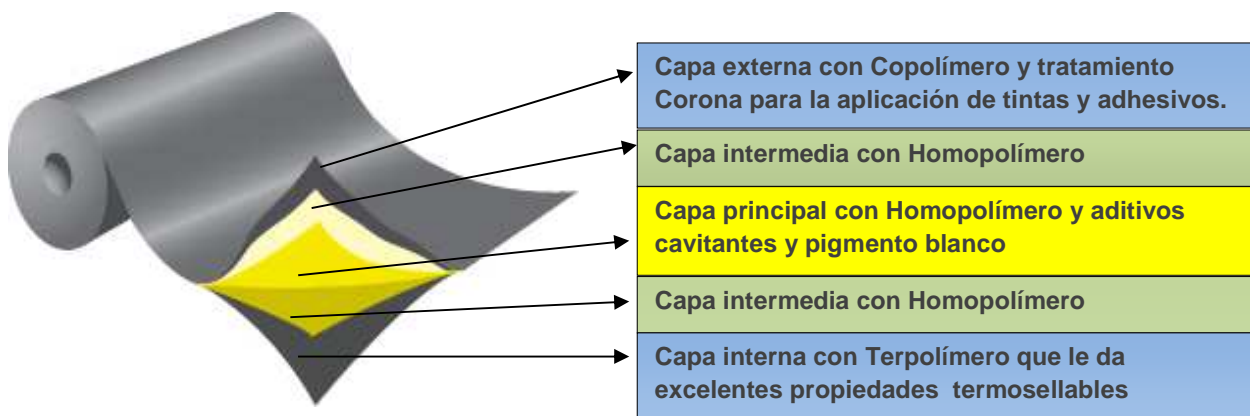 Capa externa con Copolímero y tratamiento
Corona para la aplicación de tintas y adhesivos.
Capa intermedia con Homopolímero
Capa principal con Homopolímero y aditivos
cavitantes y pigmento blanco
Capa intermedia con Homopolímero
Capa interna con Terpolímero que le da
excelentes propiedades  termosellables